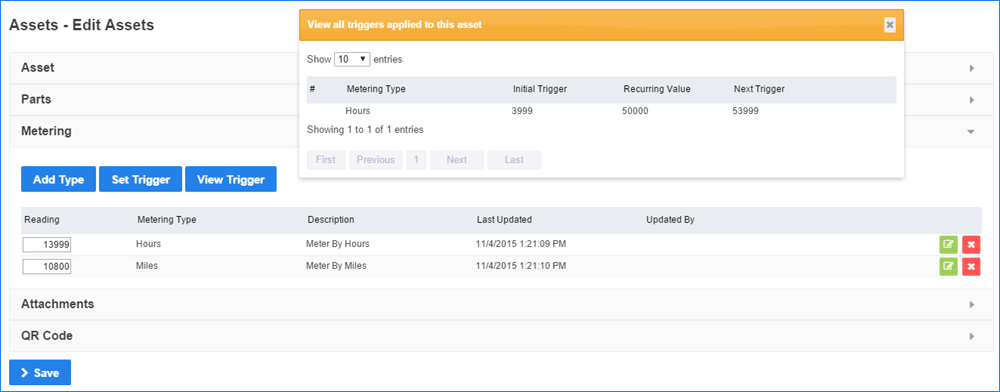 Assets - Edit Assets
View all triggers applied to this asset
Show 10 entries
# Metering Type Initial Trigger Recurring Value Next Trigger
Hours 3999 50000 53999
Showing 1 to 1 of 1 entries
First Previous 1 Next Last
Asset
Parts
Metering
Add Type Set Trigger View Trigger
Reading Metering Type Description Last Updated Updated By
13999 Hours Meter By Hours 11/4/2015 1:21:09 PM
10800 Miles Meter By Miles 11/4/2015 1:21:10 PM
Attachments
QR Code
Save